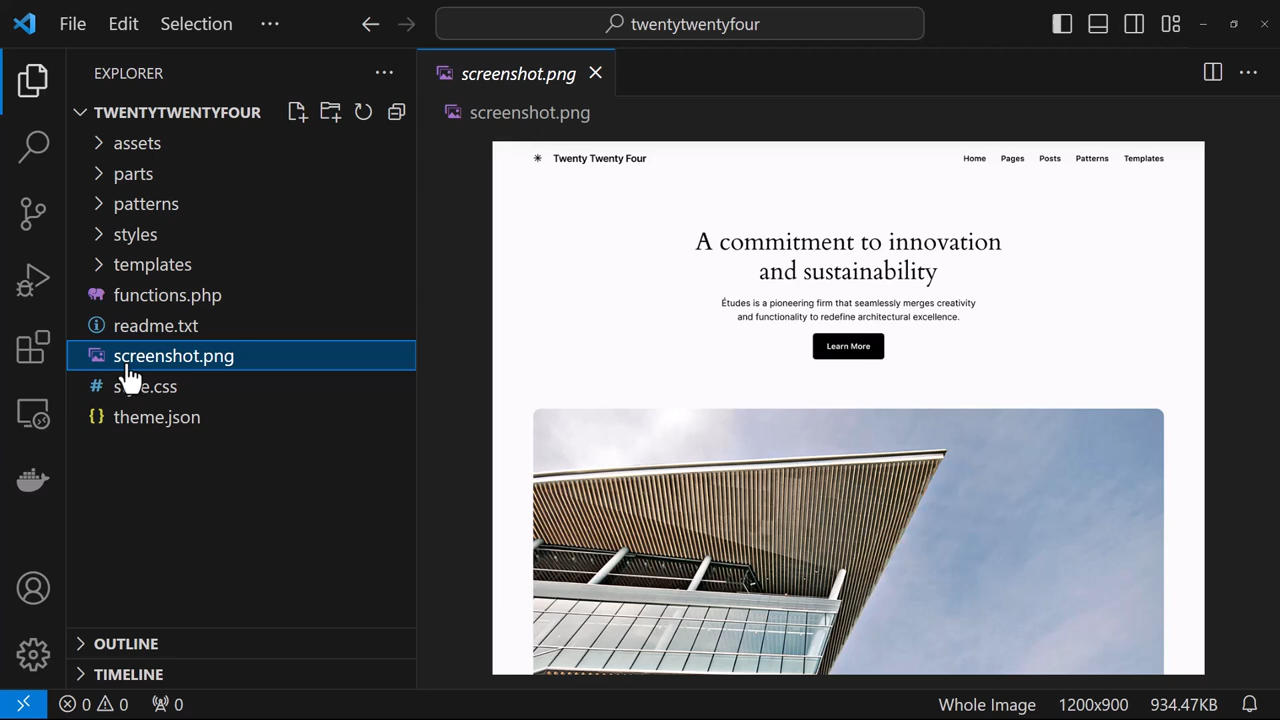 File Edit Selection ···
twentytwentyfour
EXPLORER
TWENTYTWENTYFOUR
assets
parts
patterns
styles
templates
functions.php
readme.txt
screenshot.png
style.css
theme.json
OUTLINE
TIMELINE
screenshot.png
screenshot.png
Twenty Twenty Four
Home Pages Posts Patterns Templates
A commitment to innovation
and sustainability
Études is a pioneering firm that seamlessly merges creativity
and functionality to redefine architectural excellence.
Learn More
0 0 0
Whole Image 1200x900 934.47KB